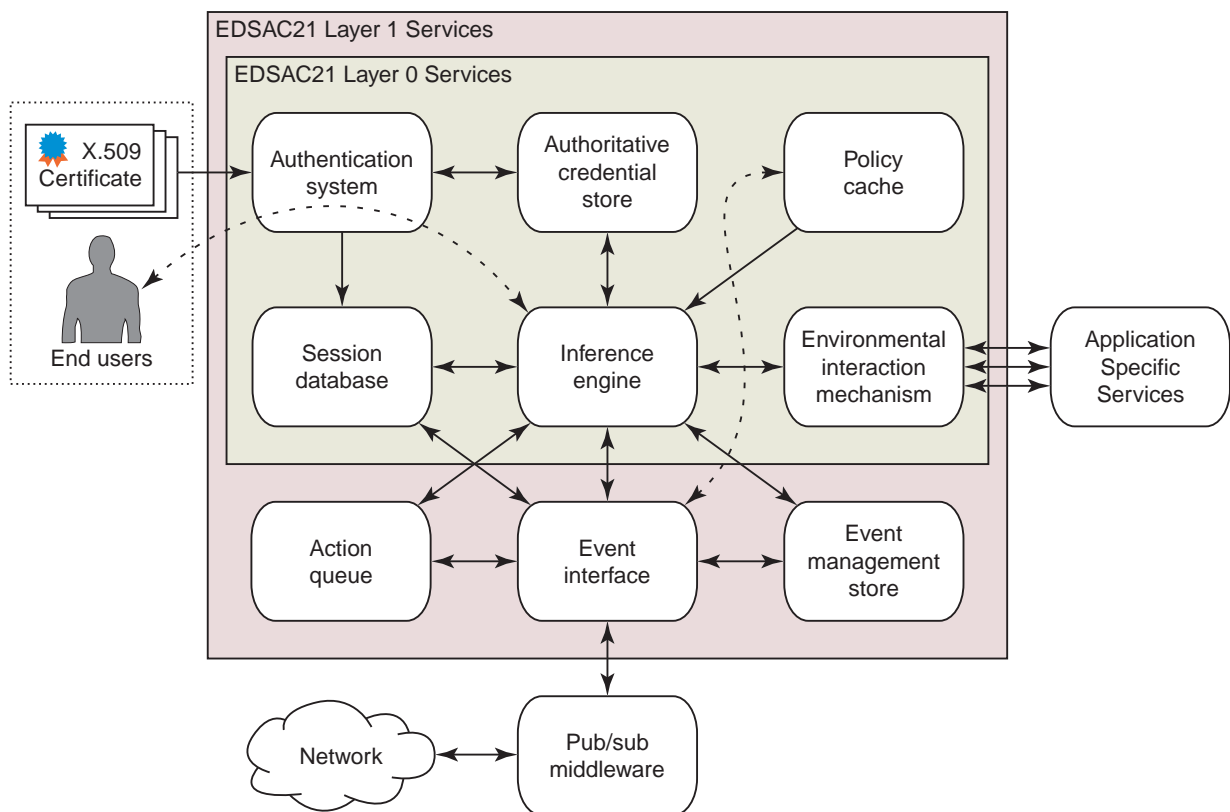 EDSAC21 Layer 1 Services
EDSAC21 Layer 0 Services
X.509
Certificate
End users
Authentication
system
Authoritative
credential
store
Policy
cache
Session
database
Inference
engine
Environmental
interaction
mechanism
Application
Specific
Services
Action
queue
Event
interface
Event
management
store
Network
Pub/sub
middleware